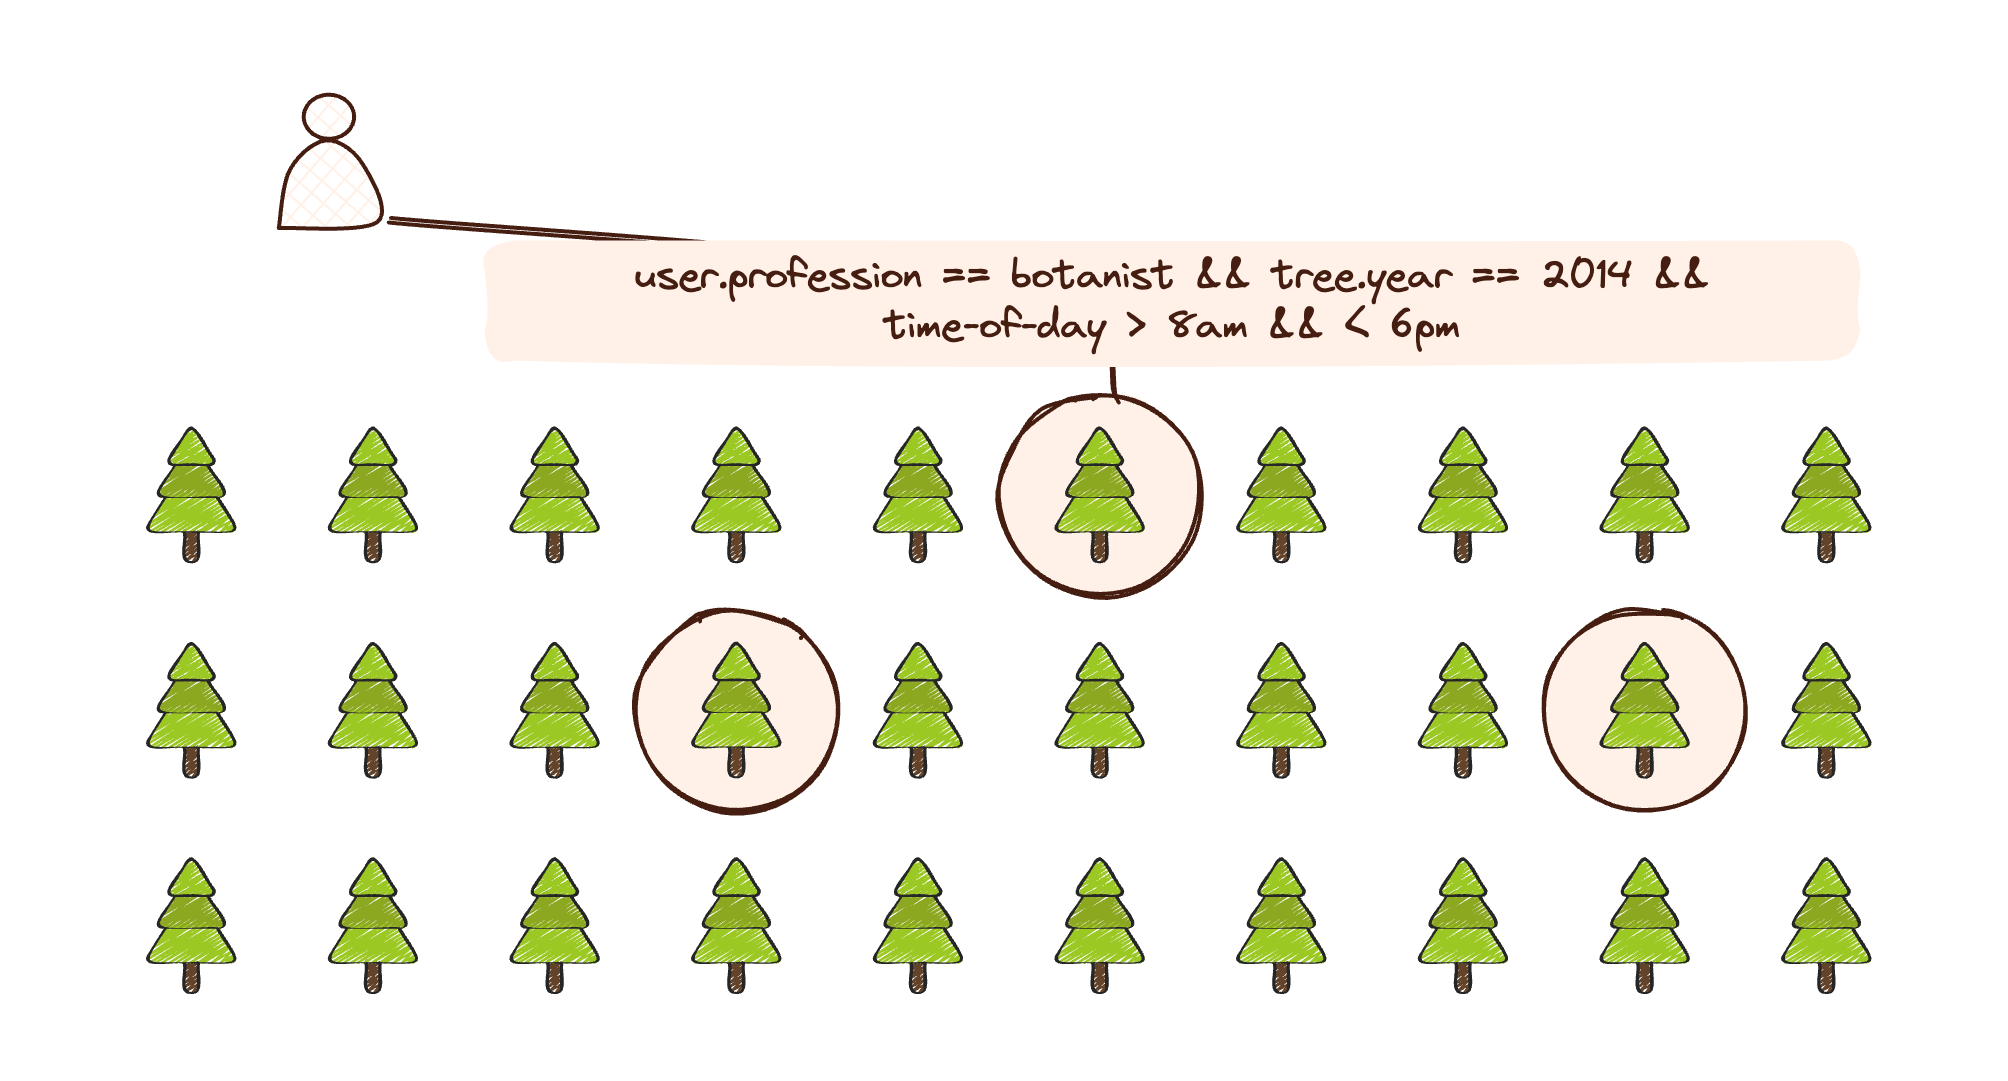 user.profession == botanist && tree.year == 2014 &&
time-of-day > 8am && < 6pm